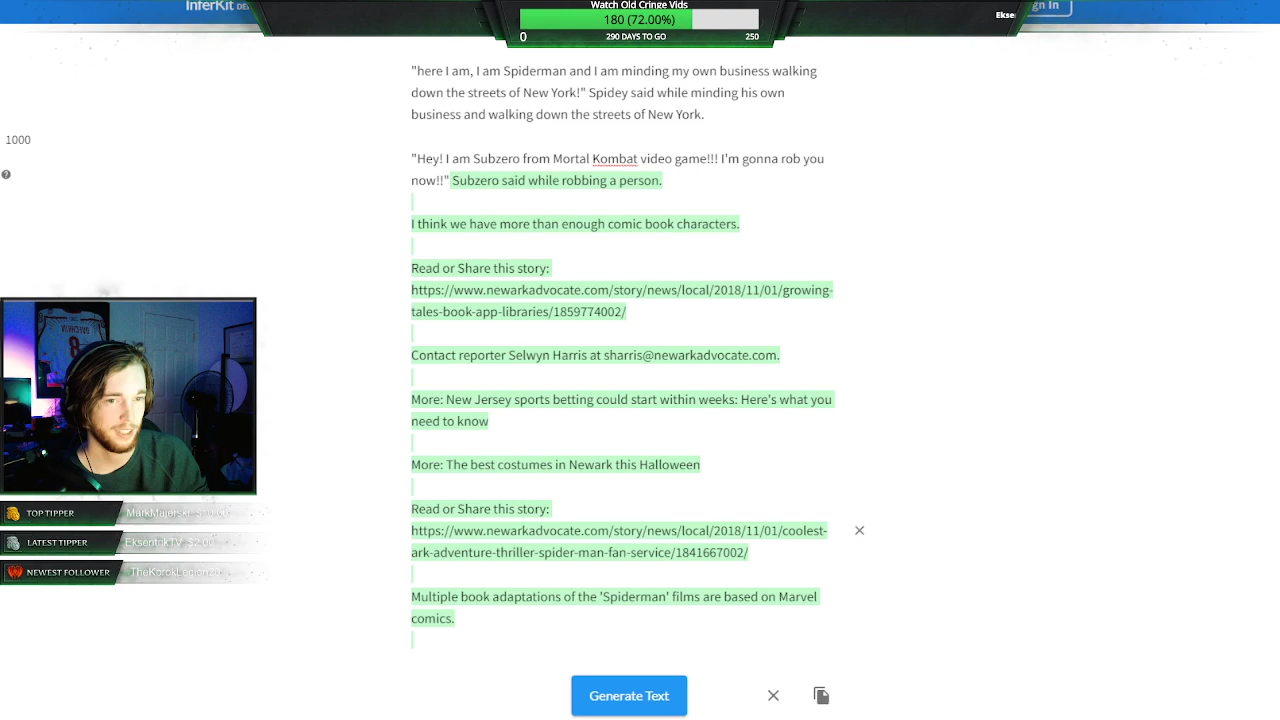 InferKit
Watch Old Cringe Vids
180 (72.00%)
0
290 DAYS TO GO
250
Ekse
gn In
1000
"here I am, I am Spiderman and I am minding my own business walking
down the streets of New York!" Spidey said while minding his own
business and walking down the streets of New York.
"Hey! I am Subzero from Mortal Kombat video game!!! I'm gonna rob you
now!!" Subzero said while robbing a person.
I think we have more than enough comic book characters.
Read or Share this story:
https://www.newarkadvocate.com/story/news/local/2018/11/01/growing-
tales-book-app-libraries/1859774002/
Contact reporter Selwyn Harris at sharris@newarkadvocate.com.
More: New Jersey sports betting could start within weeks: Here's what you
need to know
More: The best costumes in Newark this Halloween
Read or Share this story:
https://www.newarkadvocate.com/story/news/local/2018/11/01/coolest-
ark-adventure-thriller-spider-man-fan-service/1841667002/
Multiple book adaptations of the 'Spiderman' films are based on Marvel
comics.
Generate Text
8
TOP TIPPER
LATEST TIPPER EksentrikTV
NEWEST FOLLOWER